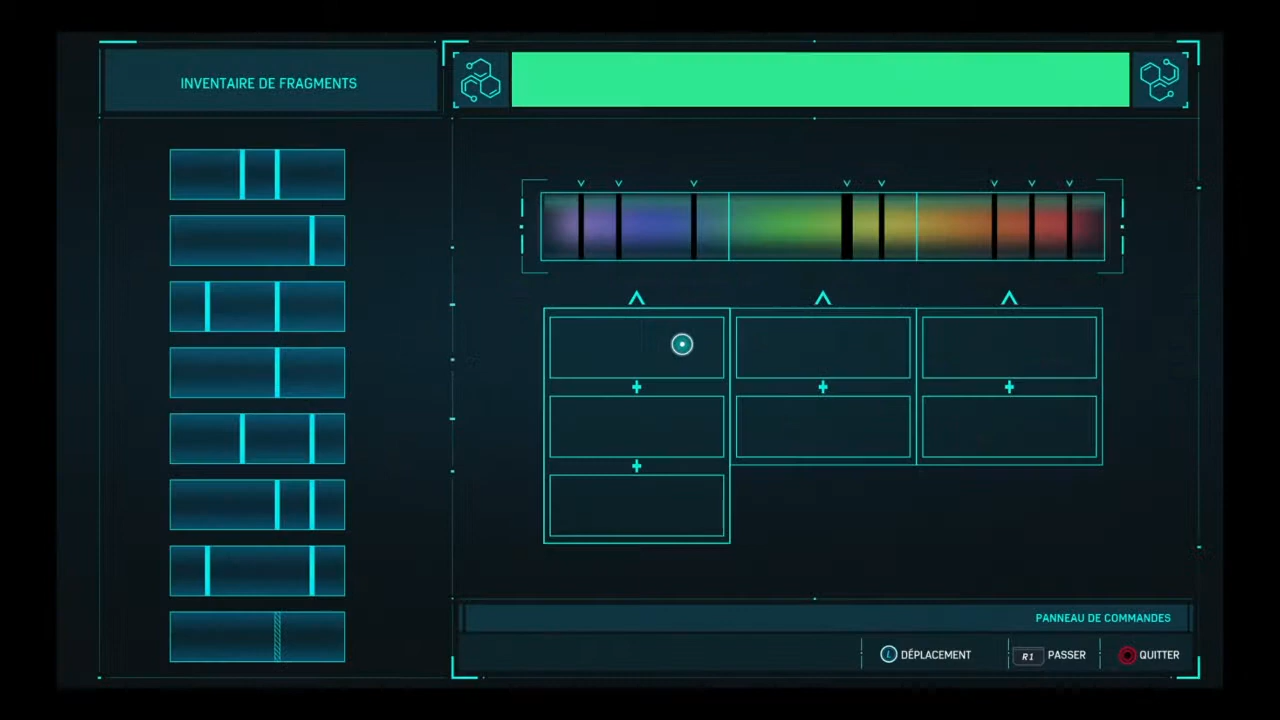 INVENTAIRE DE FRAGMENTS
PANNEAU DE COMMANDES
L DÉPLACEMENT
R1 PASSER
QUITTER